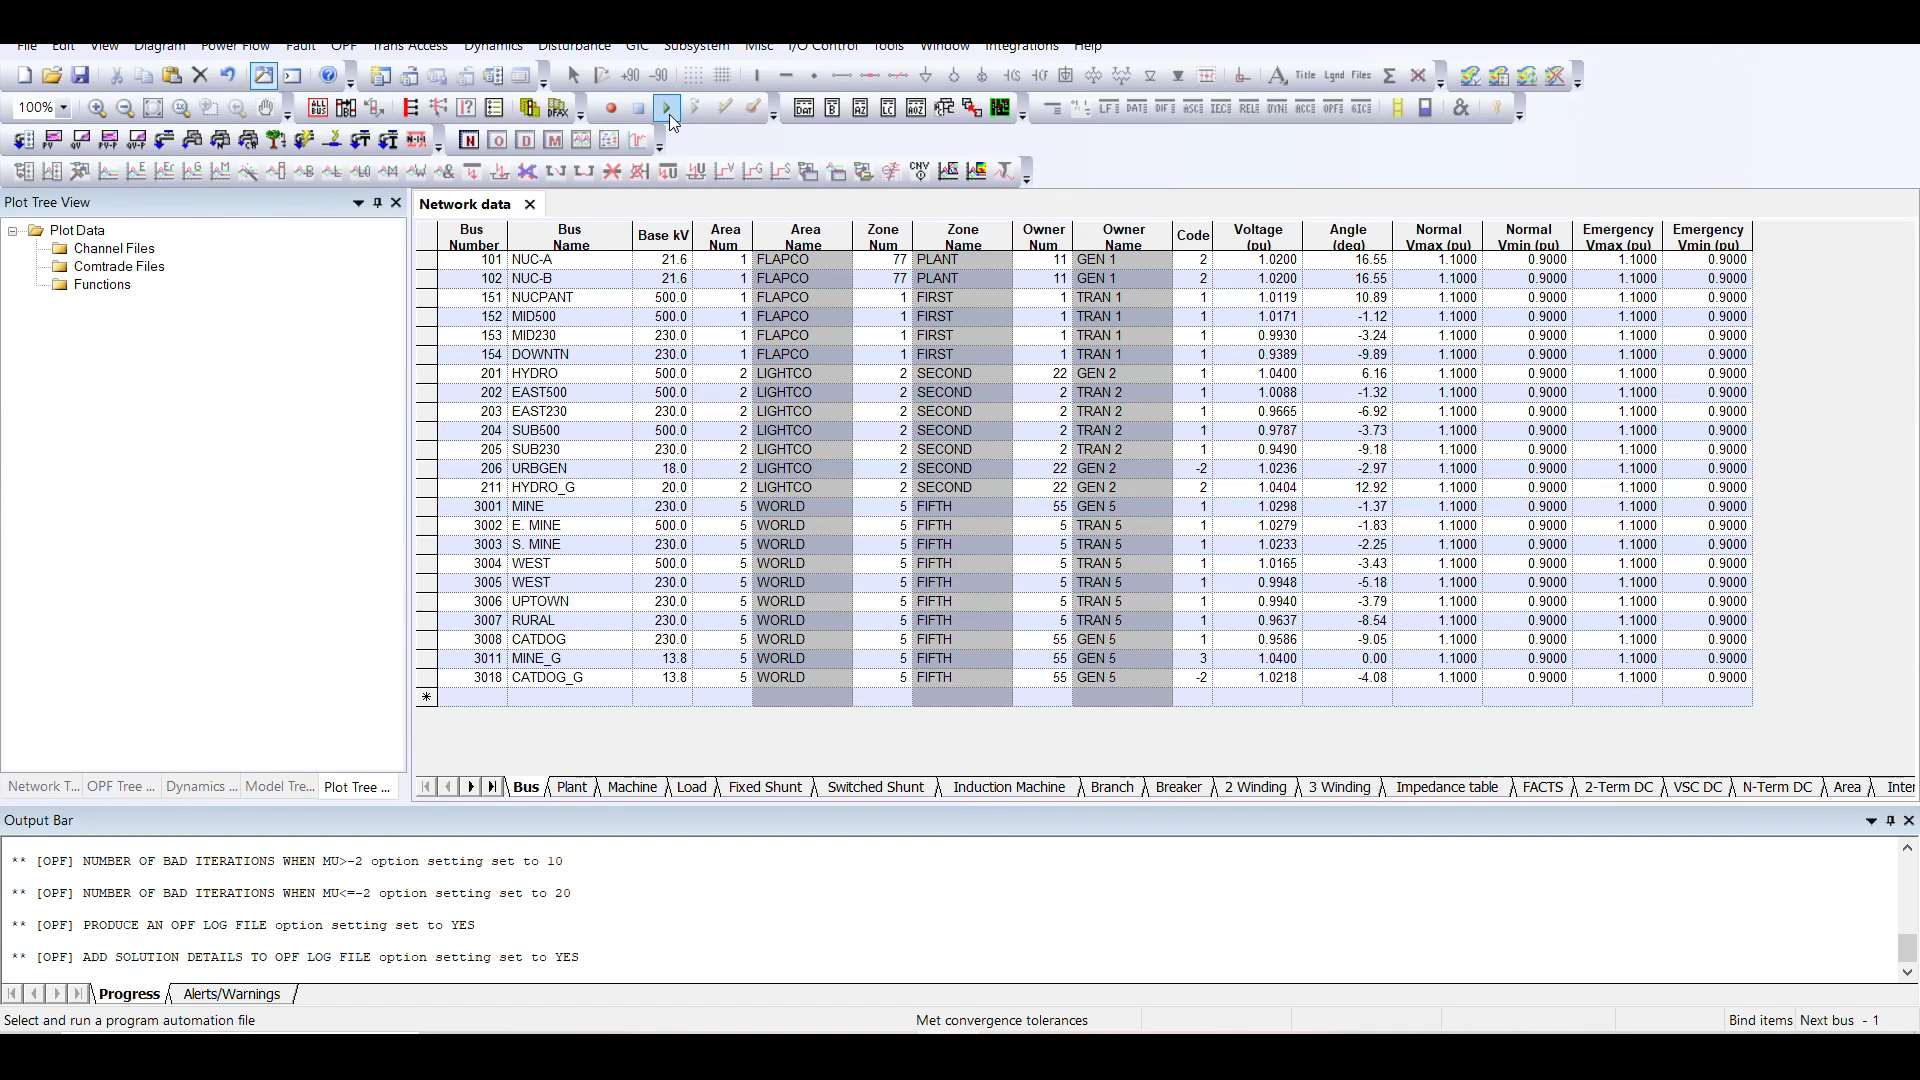 File Edit View Diagram Power Flow Fault OPF Trans Access Dynamics Disturbance GIC Subsystem Misc I/O Control Tools Window Integrations Help
+90 -90 Title Lgnd Files
100% ALL BUS DFAX DAT B AZ LC AOZ LF DATE DIF ASCC IECS REL DYN ACCC OPF GIC
PV QV PV-P QV-P N-1-1 N O D M
CNV
Plot Tree View
Plot Data
Channel Files
Comtrade Files
Functions
Network data
Bus Number Bus Name Base kV Area Num Area Name Zone Num Zone Name Owner Num Owner Name Code Voltage (pu) Angle (deg) Normal Vmax (pu) Normal Vmin (pu) Emergency Vmax (pu) Emergency Vmin (pu)
101 NUC-A 21.6 1 FLAPCO 77 PLANT 11 GEN 1 2 1.0200 16.55 1.1000 0.9000 1.1000 0.9000
102 NUC-B 21.6 1 FLAPCO 77 PLANT 11 GEN 1 2 1.0200 16.55 1.1000 0.9000 1.1000 0.9000
151 NUCPANT 500.0 1 FLAPCO 1 FIRST 1 TRAN 1 1 1.0119 10.89 1.1000 0.9000 1.1000 0.9000
152 MID500 500.0 1 FLAPCO 1 FIRST 1 TRAN 1 1 1.0171 -1.12 1.1000 0.9000 1.1000 0.9000
153 MID230 230.0 1 FLAPCO 1 FIRST 1 TRAN 1 1 0.9930 -3.24 1.1000 0.9000 1.1000 0.9000
154 DOWNTN 230.0 1 FLAPCO 1 FIRST 1 TRAN 1 1 0.9389 -9.89 1.1000 0.9000 1.1000 0.9000
201 HYDRO 500.0 2 LIGHTCO 2 SECOND 22 GEN 2 1 1.0400 6.16 1.1000 0.9000 1.1000 0.9000
202 EAST500 500.0 2 LIGHTCO 2 SECOND 2 TRAN 2 1 1.0088 -1.32 1.1000 0.9000 1.1000 0.9000
203 EAST230 230.0 2 LIGHTCO 2 SECOND 2 TRAN 2 1 0.9665 -6.92 1.1000 0.9000 1.1000 0.9000
204 SUB500 500.0 2 LIGHTCO 2 SECOND 2 TRAN 2 1 0.9787 -3.73 1.1000 0.9000 1.1000 0.9000
205 SUB230 230.0 2 LIGHTCO 2 SECOND 2 TRAN 2 1 0.9490 -9.18 1.1000 0.9000 1.1000 0.9000
206 URBGEN 18.0 2 LIGHTCO 2 SECOND 22 GEN 2 -2 1.0236 -2.97 1.1000 0.9000 1.1000 0.9000
211 HYDRO_G 20.0 2 LIGHTCO 2 SECOND 22 GEN 2 2 1.0404 12.92 1.1000 0.9000 1.1000 0.9000
3001 MINE 230.0 5 WORLD 5 FIFTH 55 GEN 5 1 1.0298 -1.37 1.1000 0.9000 1.1000 0.9000
3002 E. MINE 500.0 5 WORLD 5 FIFTH 5 TRAN 5 1 1.0279 -1.83 1.1000 0.9000 1.1000 0.9000
3003 S. MINE 230.0 5 WORLD 5 FIFTH 5 TRAN 5 1 1.0233 -2.25 1.1000 0.9000 1.1000 0.9000
3004 WEST 500.0 5 WORLD 5 FIFTH 5 TRAN 5 1 1.0165 -3.43 1.1000 0.9000 1.1000 0.9000
3005 WEST 230.0 5 WORLD 5 FIFTH 5 TRAN 5 1 0.9948 -5.18 1.1000 0.9000 1.1000 0.9000
3006 UPTOWN 230.0 5 WORLD 5 FIFTH 5 TRAN 5 1 0.9940 -3.79 1.1000 0.9000 1.1000 0.9000
3007 RURAL 230.0 5 WORLD 5 FIFTH 5 TRAN 5 1 0.9637 -8.54 1.1000 0.9000 1.1000 0.9000
3008 CATDOG 230.0 5 WORLD 5 FIFTH 55 GEN 5 1 0.9586 -9.05 1.1000 0.9000 1.1000 0.9000
3011 MINE_G 13.8 5 WORLD 5 FIFTH 55 GEN 5 3 1.0400 0.00 1.1000 0.9000 1.1000 0.9000
3018 CATDOG_G 13.8 5 WORLD 5 FIFTH 55 GEN 5 -2 1.0218 -4.08 1.1000 0.9000 1.1000 0.9000
*
Network T... OPF Tree ... Dynamics ... Model Tre... Plot Tree ...
Bus Plant Machine Load Fixed Shunt Switched Shunt Induction Machine Branch Breaker 2 Winding 3 Winding Impedance table FACTS 2-Term DC VSC DC N-Term DC Area Inter
Output Bar
** [OPF] NUMBER OF BAD ITERATIONS WHEN MU>-2 option setting set to 10
** [OPF] NUMBER OF BAD ITERATIONS WHEN MU<=-2 option setting set to 20
** [OPF] PRODUCE AN OPF LOG FILE option setting set to YES
** [OPF] ADD SOLUTION DETAILS TO OPF LOG FILE option setting set to YES
Progress Alerts/Warnings
Select and run a program automation file Met convergence tolerances Bind items Next bus - 1